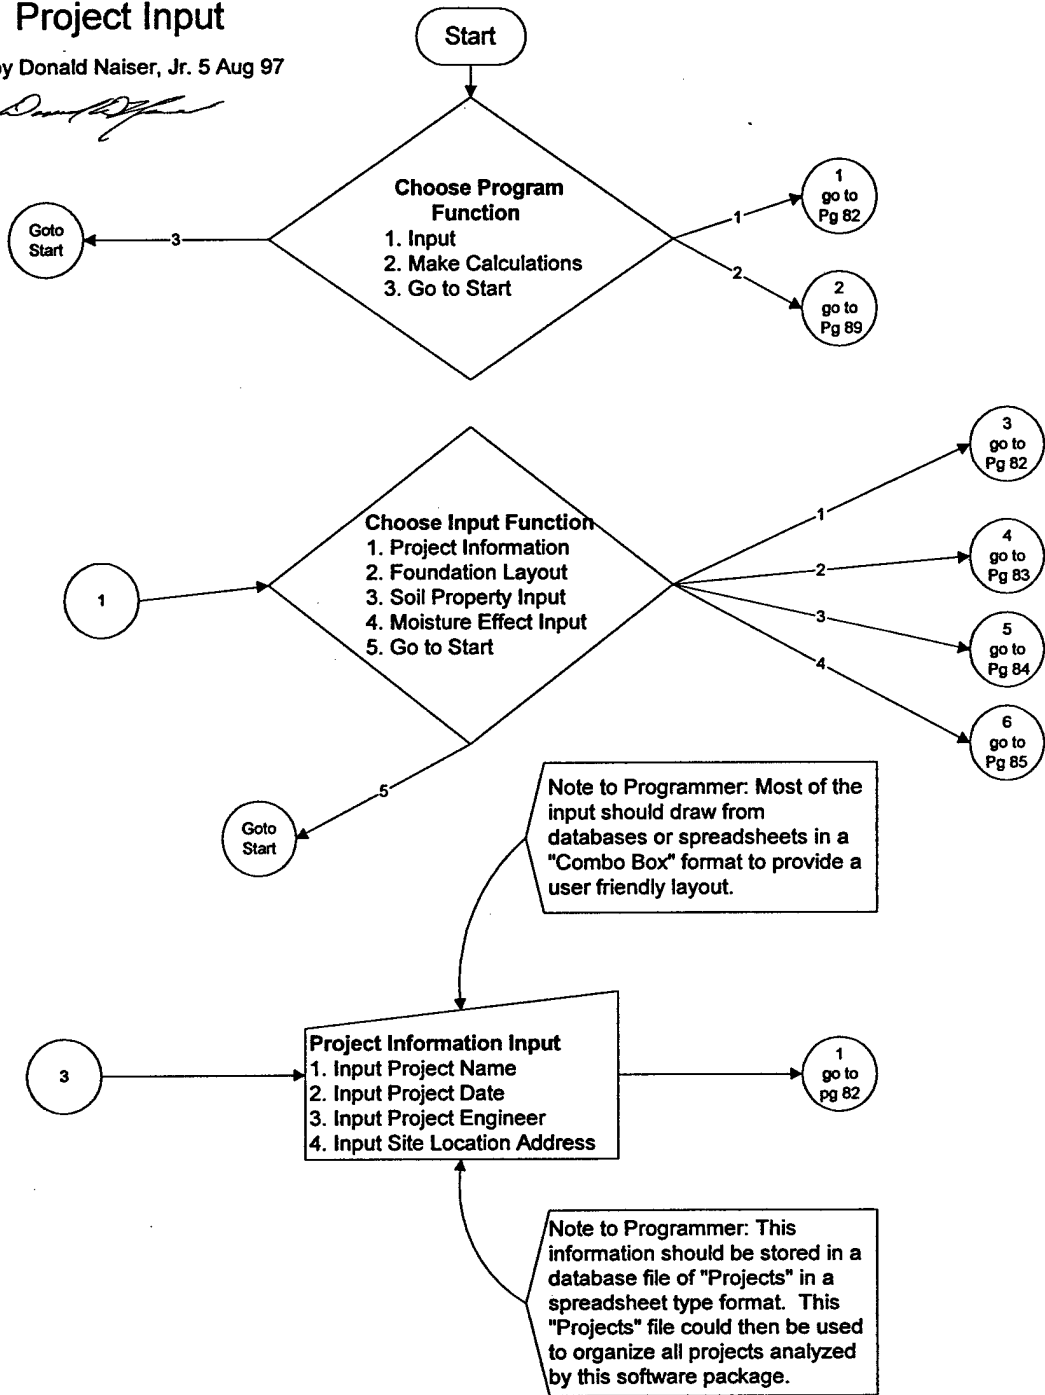 Project Input
by Donald Naiser, Jr. 5 Aug 97
Start
Choose Program
Function
1. Input
2. Make Calculations
3. Go to Start
Goto
Start
3
1
2
1
go to
Pg 82
2
go to
Pg 89
Choose Input Function
1. Project Information
2. Foundation Layout
3. Soil Property Input
4. Moisture Effect Input
5. Go to Start
1
1
2
3
4
5
3
go to
Pg 82
4
go to
Pg 83
5
go to
Pg 84
6
go to
Pg 85
Goto
Start
Note to Programmer: Most of the
input should draw from
databases or spreadsheets in a
"Combo Box" format to provide a
user friendly layout.
3
Project Information Input
1. Input Project Name
2. Input Project Date
3. Input Project Engineer
4. Input Site Location Address
1
go to
pg 82
Note to Programmer: This
information should be stored in a
database file of "Projects" in a
spreadsheet type format. This
"Projects" file could then be used
to organize all projects analyzed
by this software package.